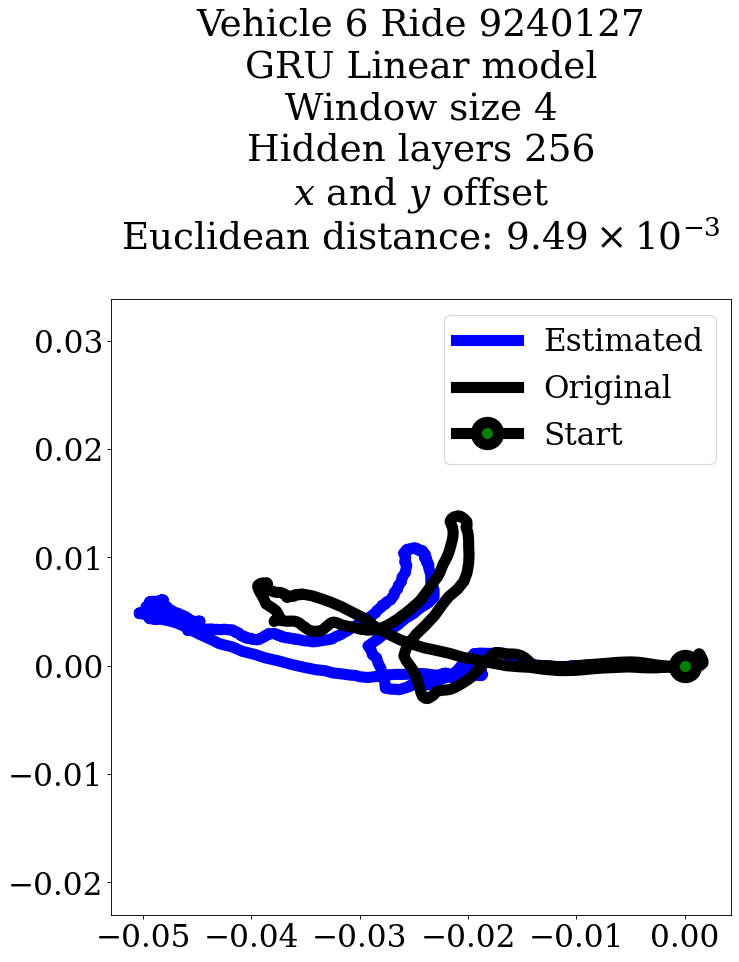 Vehicle 6 Ride 9240127
GRU Linear model
Window size 4
Hidden layers 256
x and y offset
Euclidean distance: 9.49 × 10⁻³
Estimated
Original
Start
0.03
0.02
0.01
0.00
−0.01
−0.02
−0.05 −0.04 −0.03 −0.02 −0.01 0.00